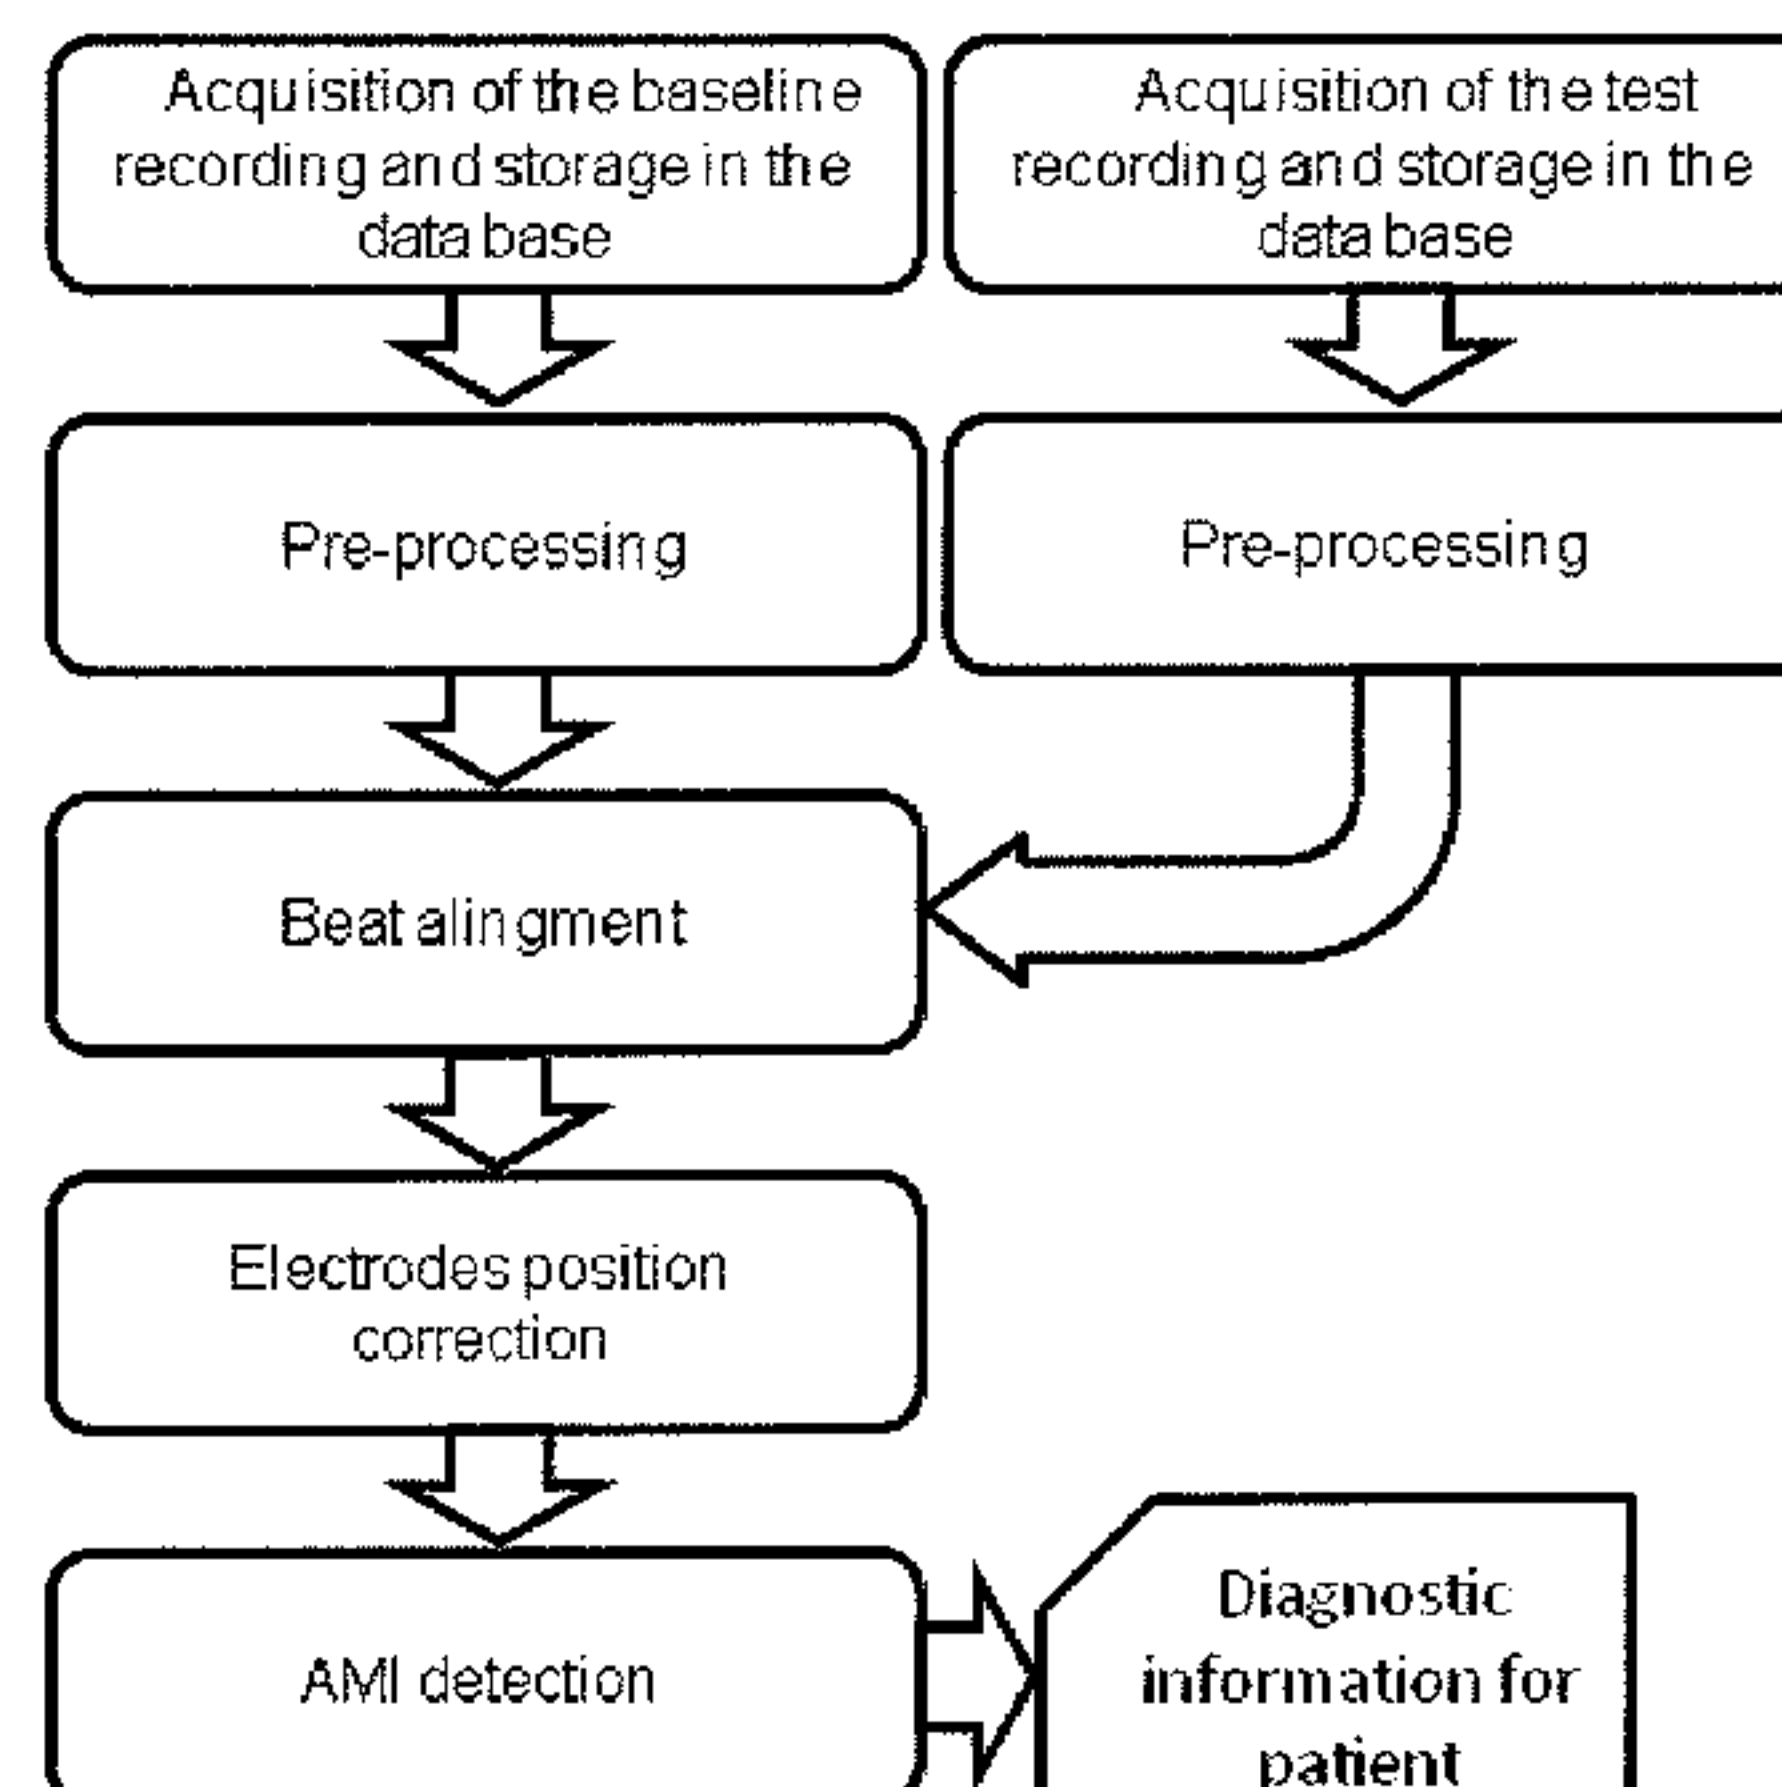 Acquisition of the baseline
recording and storage in the
data base
Acquisition of the test
recording and storage in the
data base
Pre-processing
Pre-processing
Beat alingment
Electrodes position
correction
AMI detection
Diagnostic
information for
patient